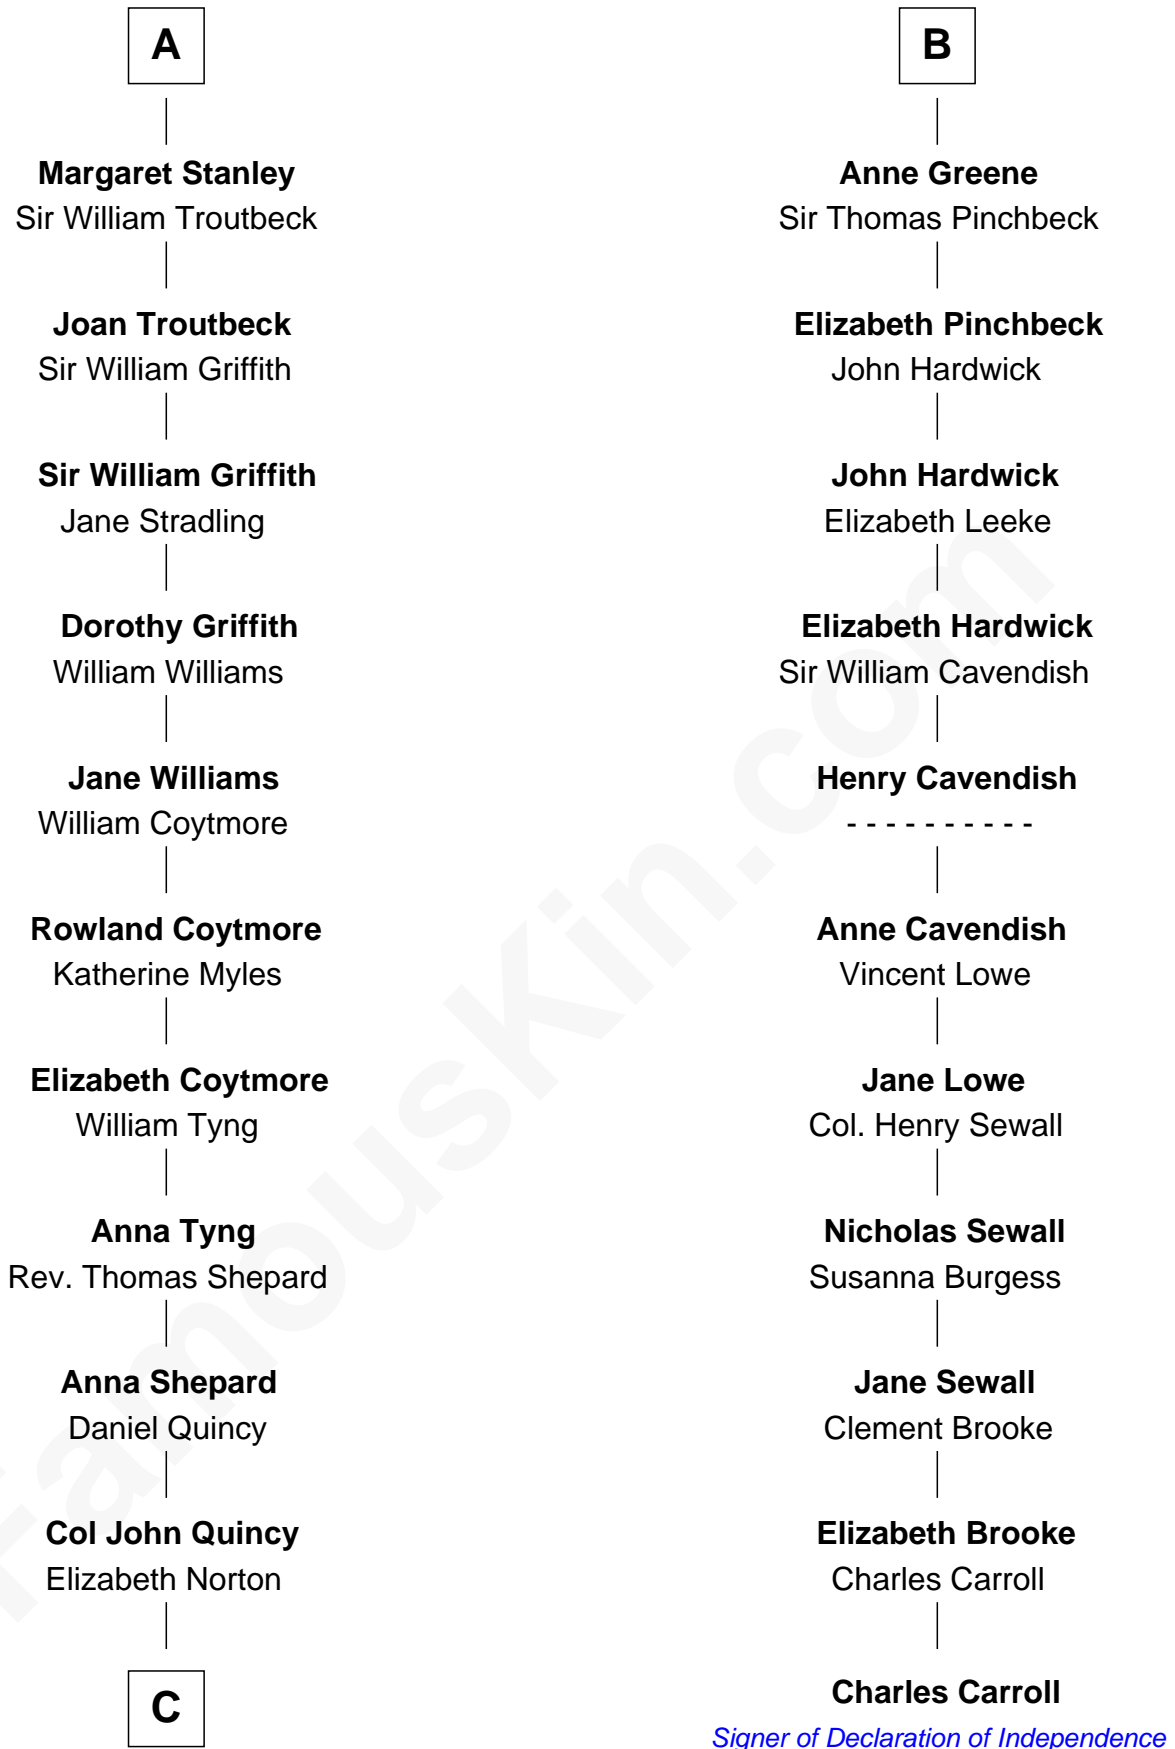 A
Margaret Stanley
Sir William Troutbeck
Joan Troutbeck
Sir William Griffith
Sir William Griffith
Jane Stradling
Dorothy Griffith
William Williams
Jane Williams
William Coytmore
Rowland Coytmore
Katherine Myles
Elizabeth Coytmore
William Tyng
Anna Tyng
Rev. Thomas Shepard
Anna Shepard
Daniel Quincy
Col John Quincy
Elizabeth Norton
C
B
Anne Greene
Sir Thomas Pinchbeck
Elizabeth Pinchbeck
John Hardwick
John Hardwick
Elizabeth Leeke
Elizabeth Hardwick
Sir William Cavendish
Henry Cavendish
- - - - - - - - - -
Anne Cavendish
Vincent Lowe
Jane Lowe
Col. Henry Sewall
Nicholas Sewall
Susanna Burgess
Jane Sewall
Clement Brooke
Elizabeth Brooke
Charles Carroll
Charles Carroll
Signer of Declaration of Independence
FamousKin.com